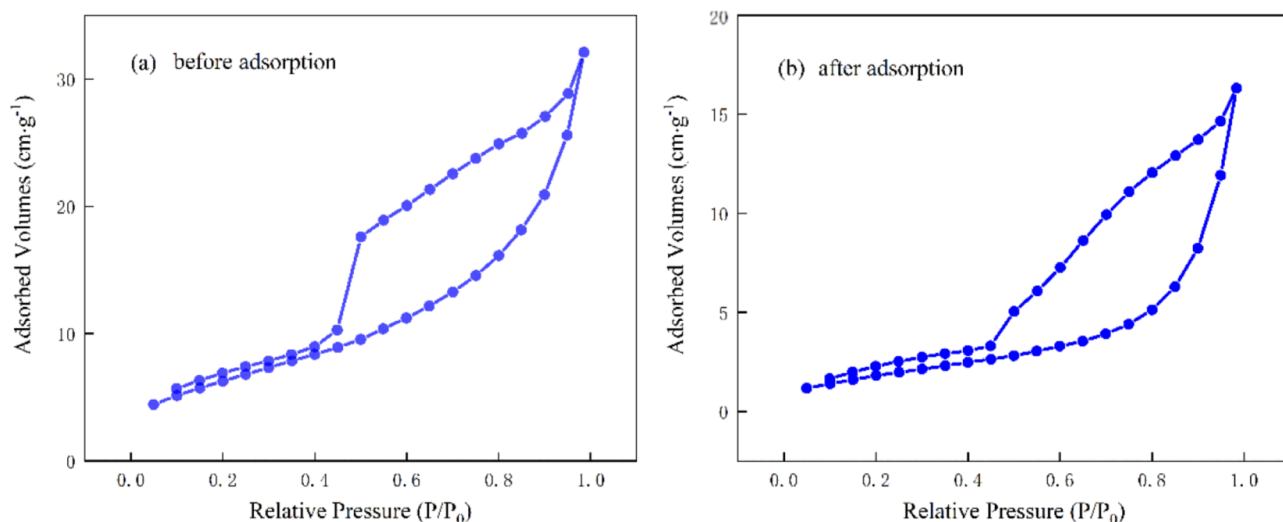 (a) before adsorption
Adsorbed Volumes (cm·g⁻¹)
30
20
10
0
0.0 0.2 0.4 0.6 0.8 1.0
Relative Pressure (P/P₀)
(b) after adsorption
Adsorbed Volumes (cm·g⁻¹)
20
15
10
5
0
0.0 0.2 0.4 0.6 0.8 1.0
Relative Pressure (P/P₀)